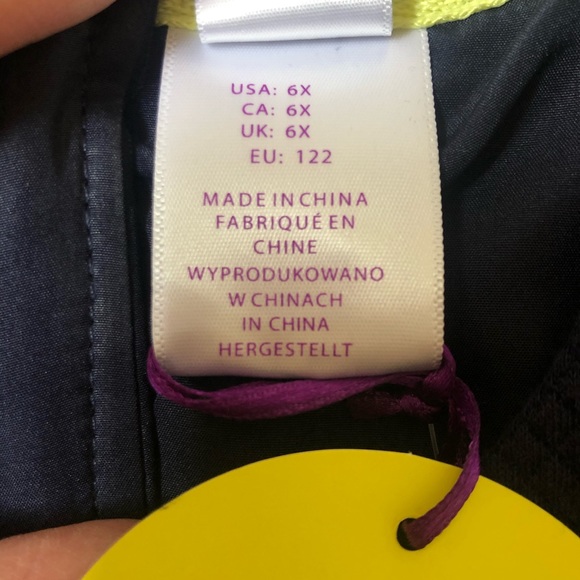 USA: 6X
CA: 6X
UK: 6X
EU: 122
MADE IN CHINA
FABRIQUÉ EN
CHINE
WYPRODUKOWANO
W CHINACH
IN CHINA
HERGESTELLT